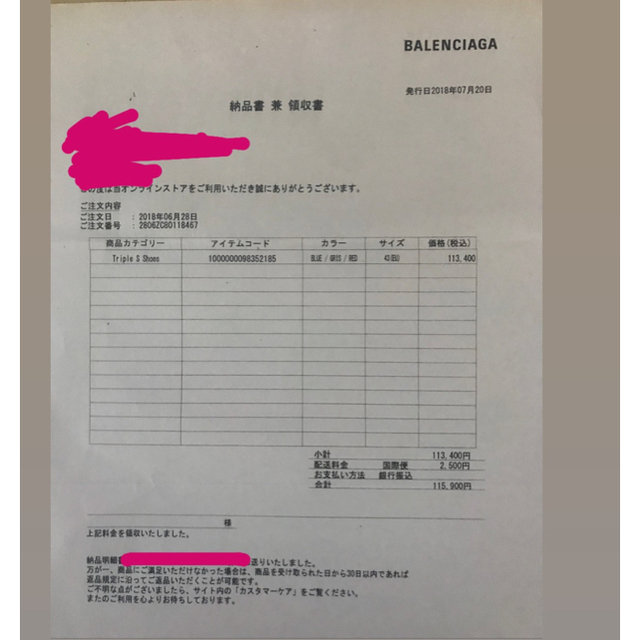 BALENCIAGA
発行日2018年07月20日
納品書 兼 領収書
この度は当オンラインストアをご利用いただき誠にありがとうございます。
ご注文内容
ご注文日 : 2018年06月28日
ご注文番号 : 2806ZC80118467
商品カテゴリー アイテムコード カラー サイズ 価格(税込)
Triple S Shoes 1000000098352185 BLUE / GRIS / RED 43(EU) 113,400
小計 113,400円
配送料金 国際便 2,500円
お支払い方法 銀行振込
合計 115,900円
様
上記料金を領収いたしました。
納品明細 送りいたしました。
万が一、商品にご満足いただけなかった場合は、商品を受け取られた日から30日以内であれば
返品規定に沿ってご返品いただくことが可能です。
ご不明な点がございましたら、サイト内の「カスタマーケア」をご覧ください。
またのご利用を心よりお待ちしております。